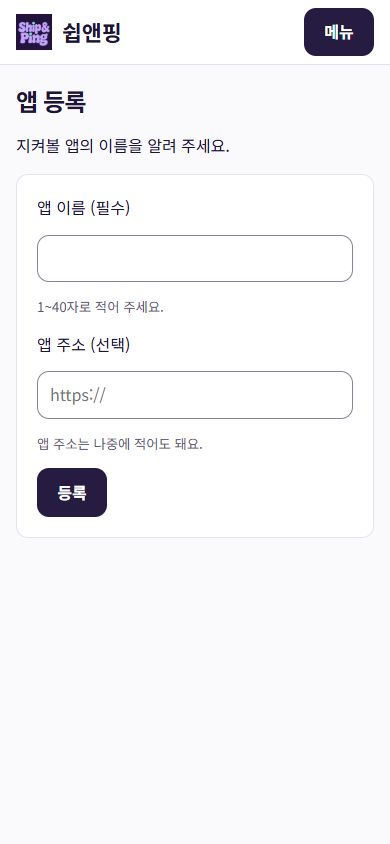 Ship&
Ping
쉽앤핑
메뉴
앱 등록
지켜볼 앱의 이름을 알려 주세요.
앱 이름 (필수)
1~40자로 적어 주세요.
앱 주소 (선택)
https://
앱 주소는 나중에 적어도 돼요.
등록